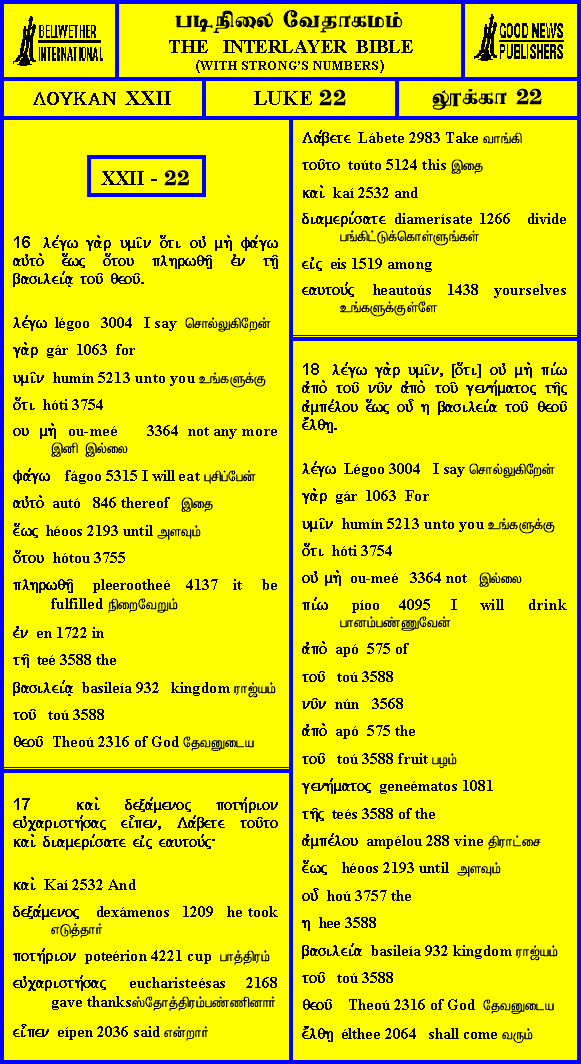 BELLWETHER
INTERNATIONAL
படிநிலை வேதாகமம்
THE INTERLAYER BIBLE
(WITH STRONG'S NUMBERS)
GOOD NEWS
PUBLISHERS
ΛΟΥΚΑΝ XXII
LUKE 22
லூக்கா 22
XXII - 22
16 λέγω γὰρ υμῖν ὅτι οὐ μὴ φάγω
αὐτὸ ἕως ὅτου πληρωθῇ ἐν τῇ
βασιλείᾳ τοῦ θεοῦ.
λέγω légoo 3004 I say சொல்லுகிறேன்
γὰρ gár 1063 for
υμῖν humín 5213 unto you உங்களுக்கு
ὅτι hóti 3754
ου μὴ ou-meé 3364 not any more
இனி இல்லை
φάγω fágoo 5315 I will eat புசிப்பேன்
αὐτὸ autó 846 thereof இதை
ἕως héoos 2193 until அளவும்
ὅτου hótou 3755
πληρωθῇ pleerootheé 4137 it be
fulfilled நிறைவேறும்
ἐν en 1722 in
τῇ teé 3588 the
βασιλείᾳ basileía 932 kingdom ராஜ்யம்
τοῦ toú 3588
θεοῦ Theoú 2316 of God தேவனுடைய
17 καὶ δεξάμενος ποτήριον
εὐχαριστήσας εἶπεν, Λάβετε τοῦτο
καὶ διαμερίσατε εἰς εαυτούς·
καὶ Kaí 2532 And
δεξάμενος dexámenos 1209 he took
எடுத்தார்
ποτήριον poteérion 4221 cup பாத்திரம்
εὐχαριστήσας eucharisteésas 2168
gave thanksஸ்தோத்திரம்பண்ணினார்
εἶπεν eípen 2036 said என்றார்
Λάβετε Lábete 2983 Take வாங்கி
τοῦτο toúto 5124 this இதை
καὶ kaí 2532 and
διαμερίσατε diamerísate 1266 divide
பங்கிட்டுக்கொள்ளுங்கள்
εἰς eis 1519 among
εαυτούς heautoús 1438 yourselves
உங்களுக்குள்ளே
18 λέγω γὰρ υμῖν, [ὅτι] οὐ μὴ πίω
ἀπὸ τοῦ νῦν ἀπὸ τοῦ γενήματος τῆς
ἀμπέλου ἕως οὗ η βασιλεία τοῦ θεοῦ
ἔλθῃ.
λέγω Légoo 3004 I say சொல்லுகிறேன்
γὰρ gár 1063 For
υμῖν humín 5213 unto you உங்களுக்கு
ὅτι hóti 3754
οὐ μὴ ou-meé 3364 not இல்லை
πίω píoo 4095 I will drink
பானம்பண்ணுவேன்
ἀπὸ apó 575 of
τοῦ toú 3588
νῦν nún 3568
ἀπὸ apó 575 the
τοῦ toú 3588 fruit பழம்
γενήματος geneématos 1081
τῆς teés 3588 of the
ἀμπέλου ampélou 288 vine திராட்சை
ἕως héoos 2193 until அளவும்
οὗ hoú 3757 the
η hee 3588
βασιλεία basileía 932 kingdom ராஜ்யம்
τοῦ toú 3588
θεοῦ Theoú 2316 of God தேவனுடைய
ἔλθῃ élthee 2064 shall come வரும்